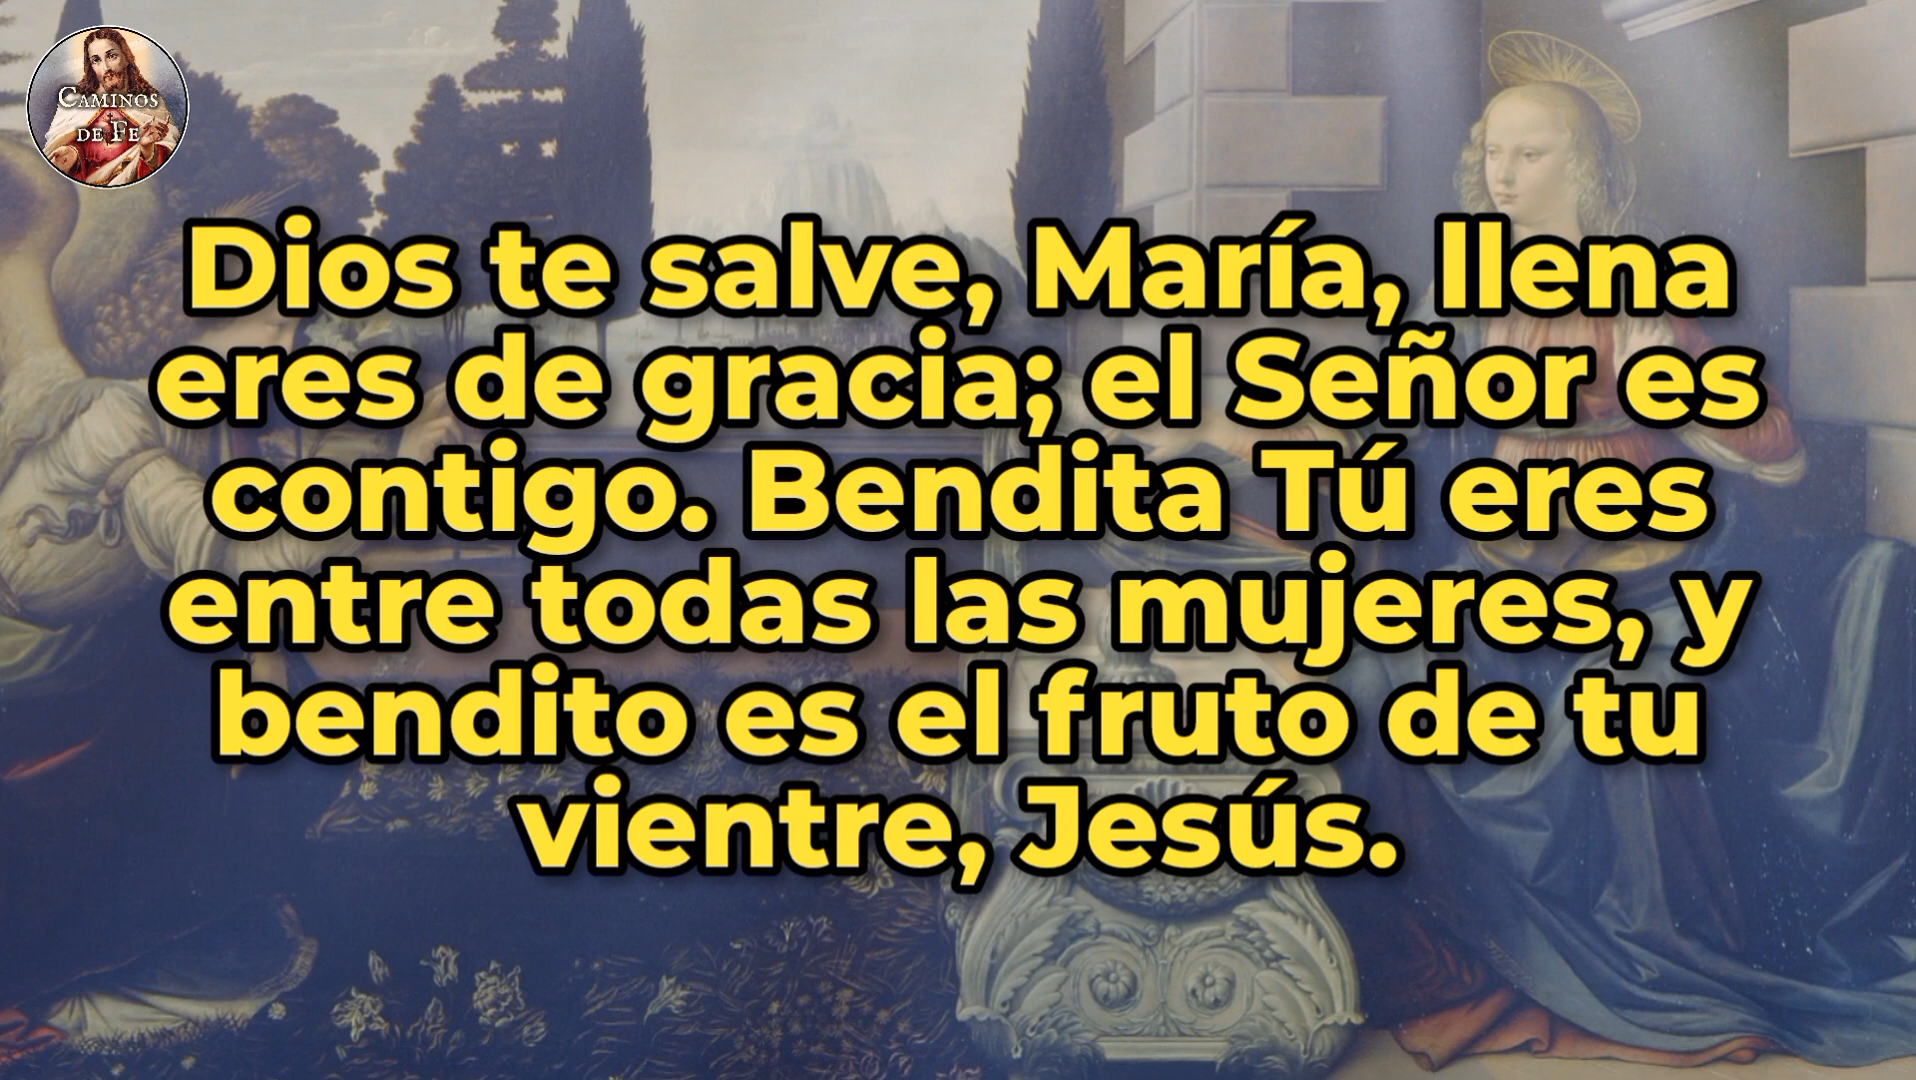 CAMINOS
DE FE
Dios te salve, María, llena
eres de gracia; el Señor es
contigo. Bendita Tú eres
entre todas las mujeres, y
bendito es el fruto de tu
vientre, Jesús.